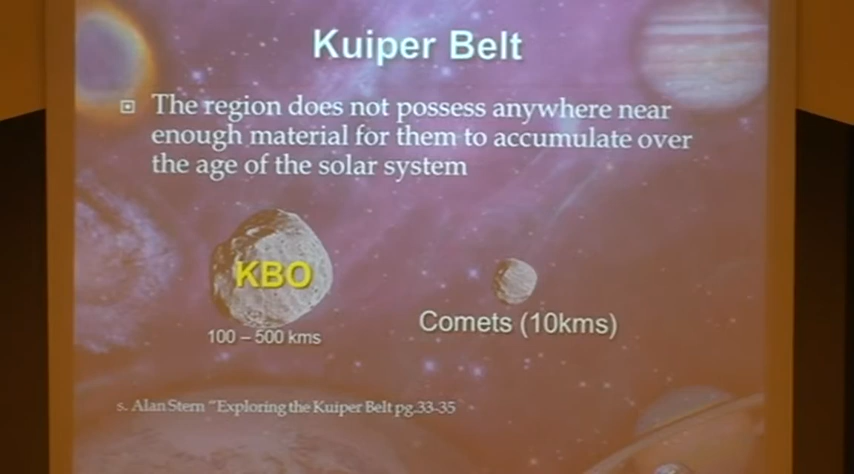 Kuiper Belt
The region does not possess anywhere near
enough material for them to accumulate over
the age of the solar system
KBO
100 – 500 kms
Comets (10kms)
s. Alan Stern "Exploring the Kuiper Belt pg.33-35